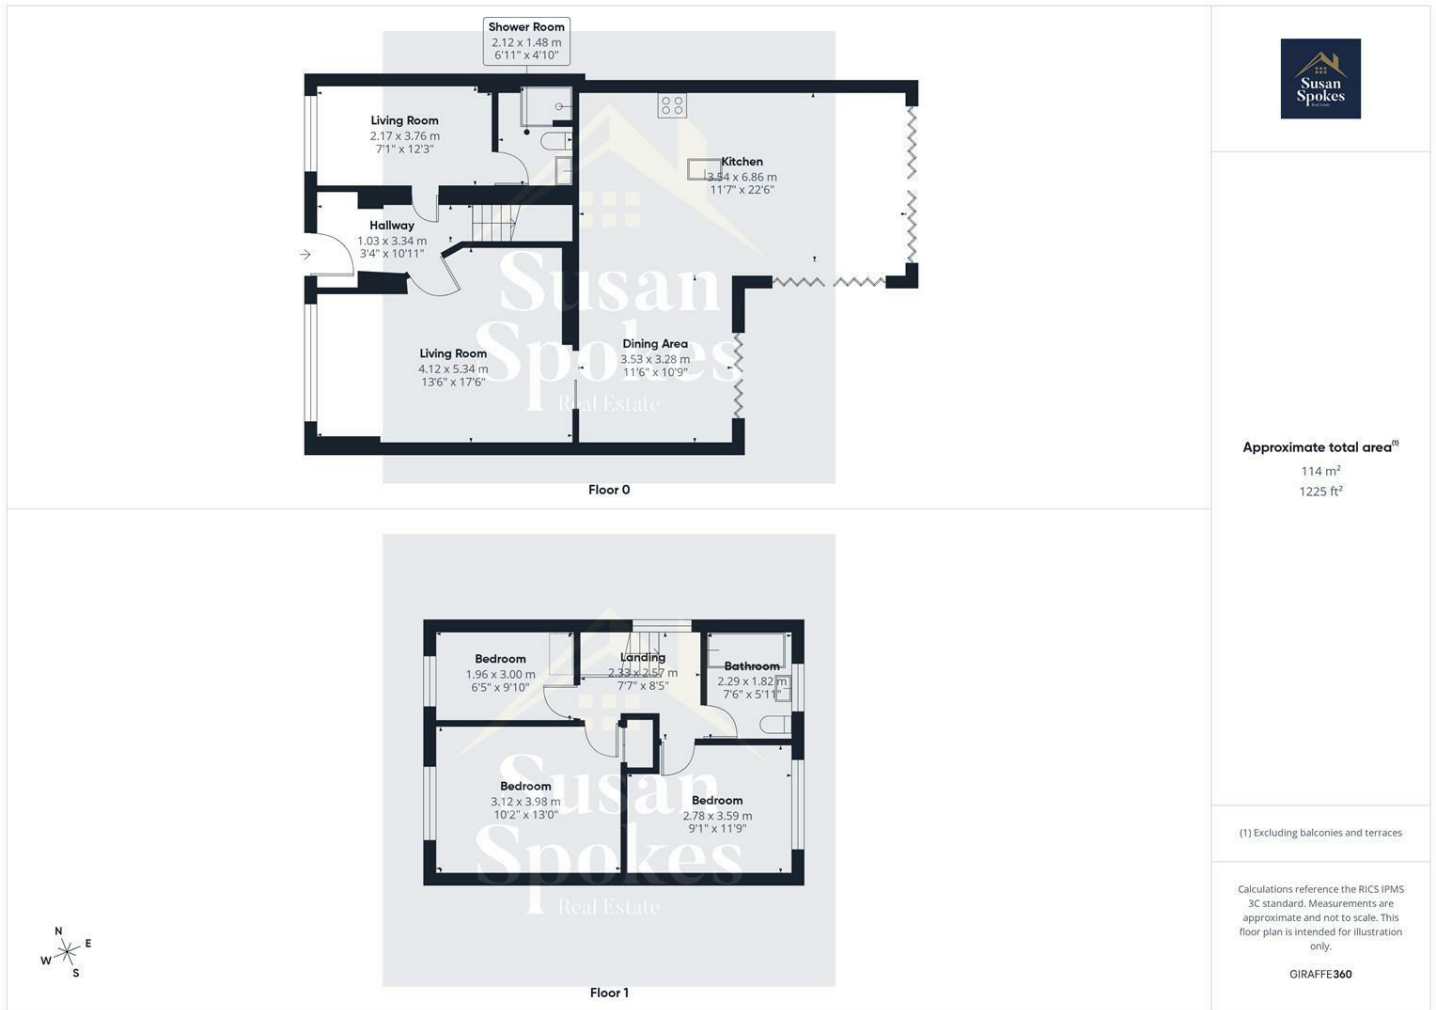 Shower Room
2.12 x 1.48 m
6'11" x 4'10"
Living Room
2.17 x 3.76 m
7'1" x 12'3"
Kitchen
3.54 x 6.86 m
11'7" x 22'6"
Hallway
1.03 x 3.34 m
3'4" x 10'11"
Living Room
4.12 x 5.34 m
13'6" x 17'6"
Dining Area
3.53 x 3.28 m
11'6" x 10'9"
Susan
Spokes
Real Estate
Floor 0
Bedroom
1.96 x 3.00 m
6'5" x 9'10"
Landing
2.33 x 2.57 m
7'7" x 8'5"
Bathroom
2.29 x 1.82 m
7'6" x 5'11"
Bedroom
3.12 x 3.98 m
10'2" x 13'0"
Bedroom
2.78 x 3.59 m
9'1" x 11'9"
Susan
Spokes
Real Estate
Floor 1
N
E
W
S
Susan
Spokes
Real Estate
Approximate total area(1)
114 m²
1225 ft²
(1) Excluding balconies and terraces
Calculations reference the RICS IPMS
3C standard. Measurements are
approximate and not to scale. This
floor plan is intended for illustration
only.
GIRAFFE360